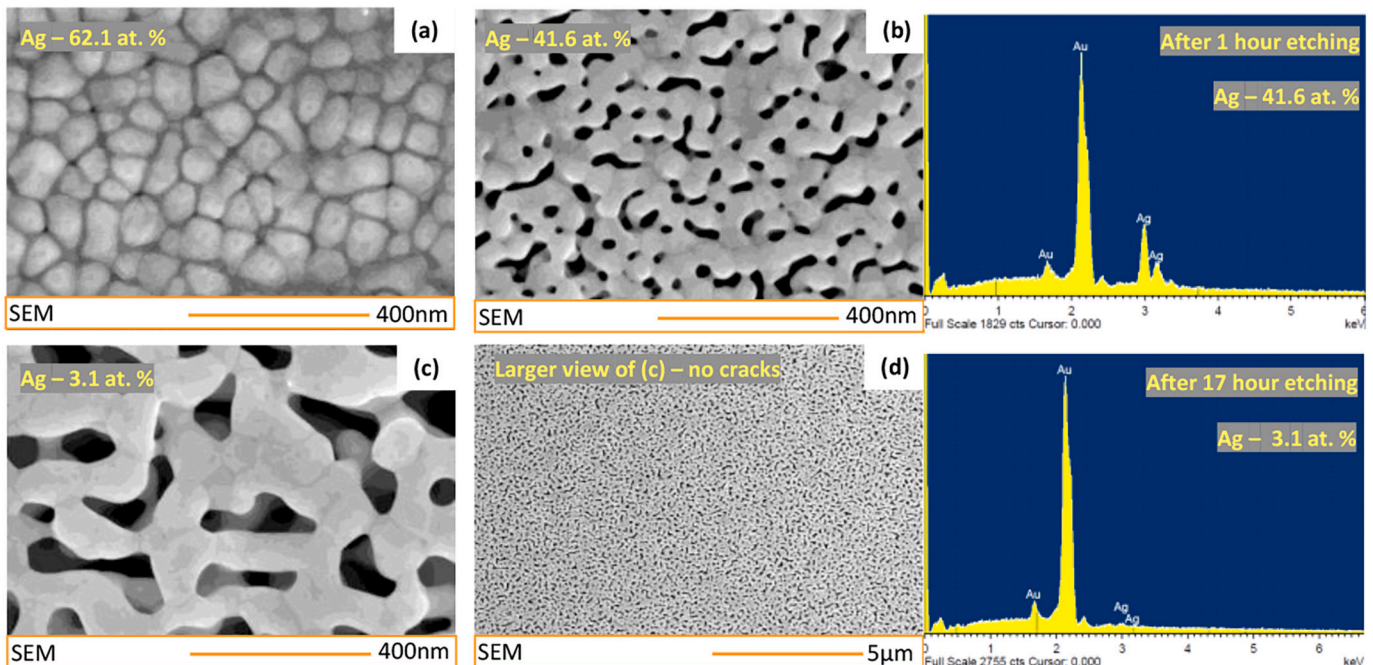 Ag – 62.1 at. %
(a)
SEM
400nm
Ag – 41.6 at. %
(b)
SEM
400nm
After 1 hour etching
Ag – 41.6 at. %
Au
Au
Ag
Ag
0 1 2 3 4 5 6
Full Scale 1829 cts Cursor: 0.000
keV
Ag – 3.1 at. %
(c)
SEM
400nm
Larger view of (c) – no cracks
(d)
SEM
5µm
After 17 hour etching
Ag – 3.1 at. %
Au
Au
Ag
Ag
0 1 2 3 4 5 6
Full Scale 2755 cts Cursor: 0.000
keV